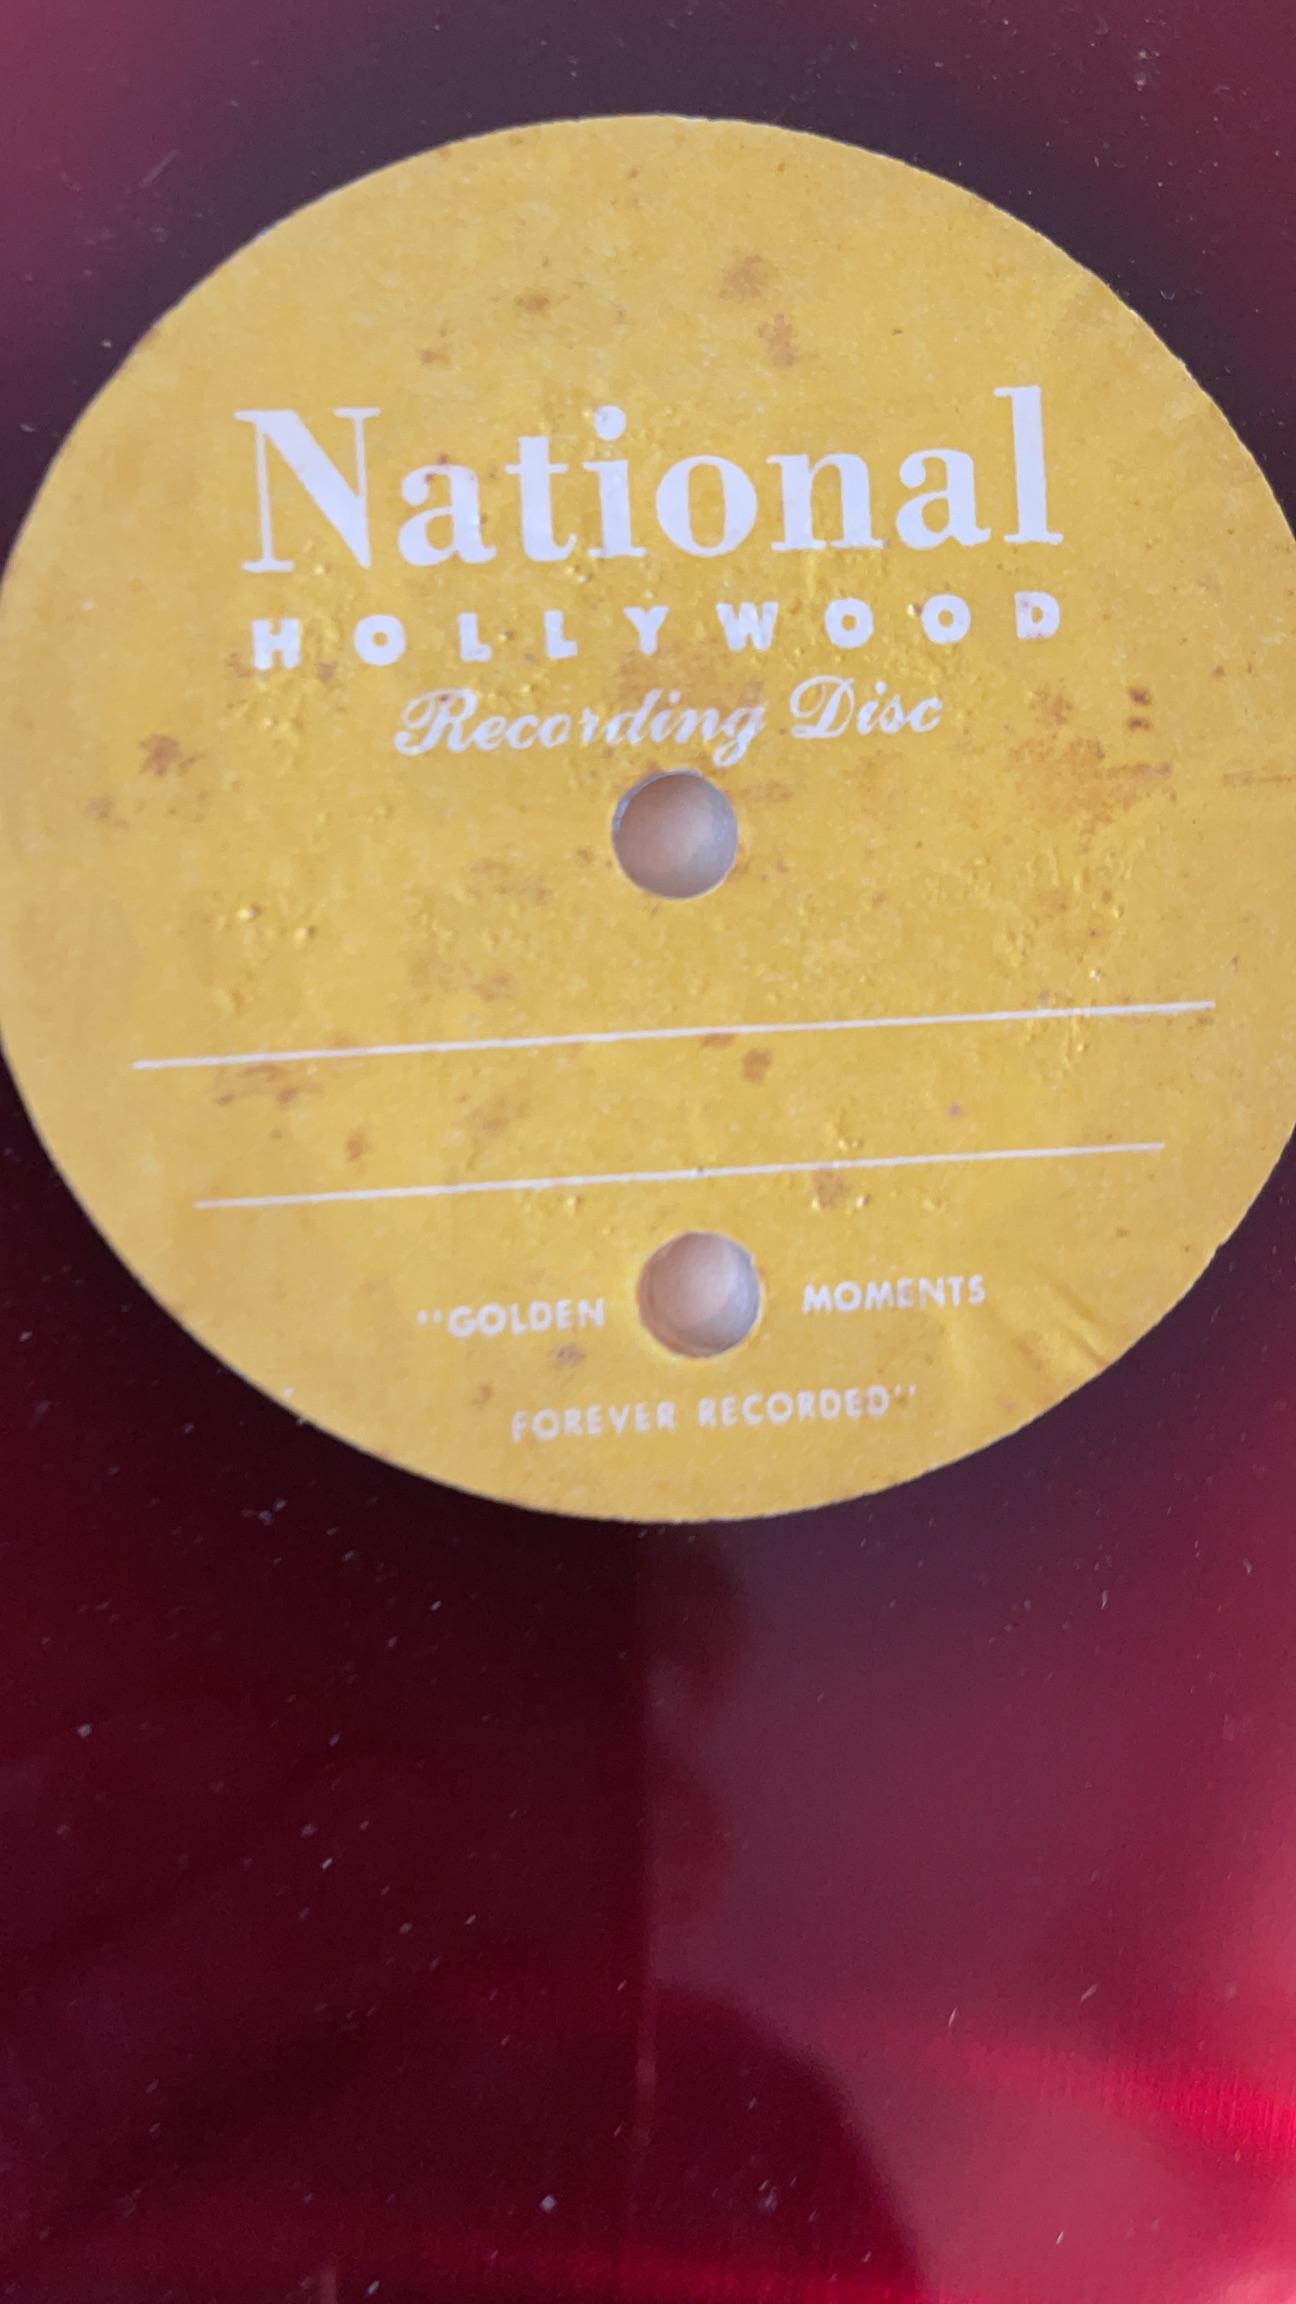 National
HOLLYWOOD
Recording Disc
"GOLDEN MOMENTS
FOREVER RECORDED"